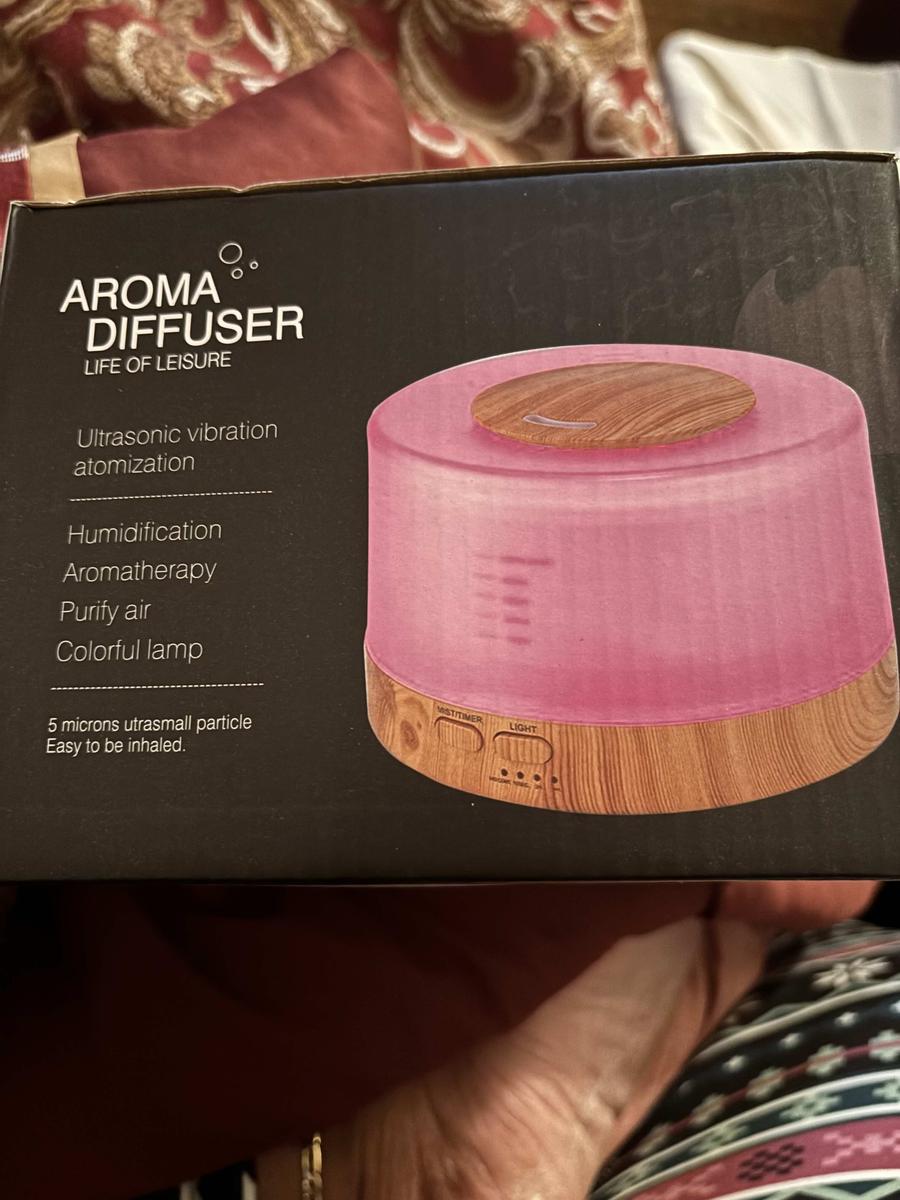 AROMA
DIFFUSER
LIFE OF LEISURE
Ultrasonic vibration
atomization
Humidification
Aromatherapy
Purify air
Colorful lamp
5 microns utrasmall particle
Easy to be inhaled.
MIST/TIMER
LIGHT